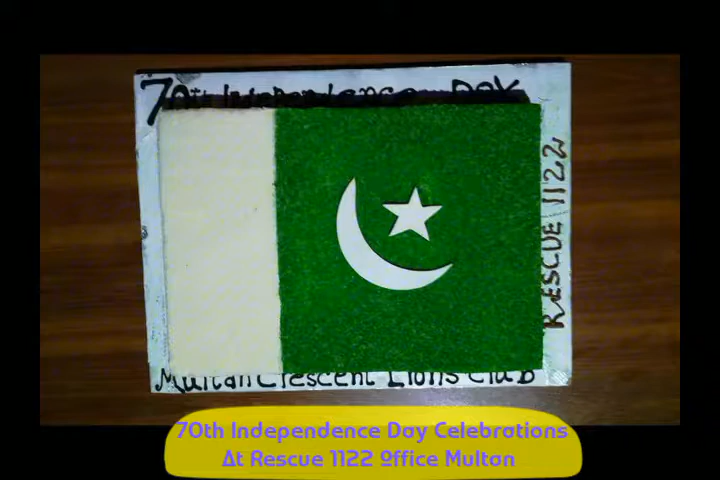 70th Independence DAY
RESCUE 1122
Multan Crescent Lions Club
70th Independence Day Celebrations
At Rescue 1122 Office Multan